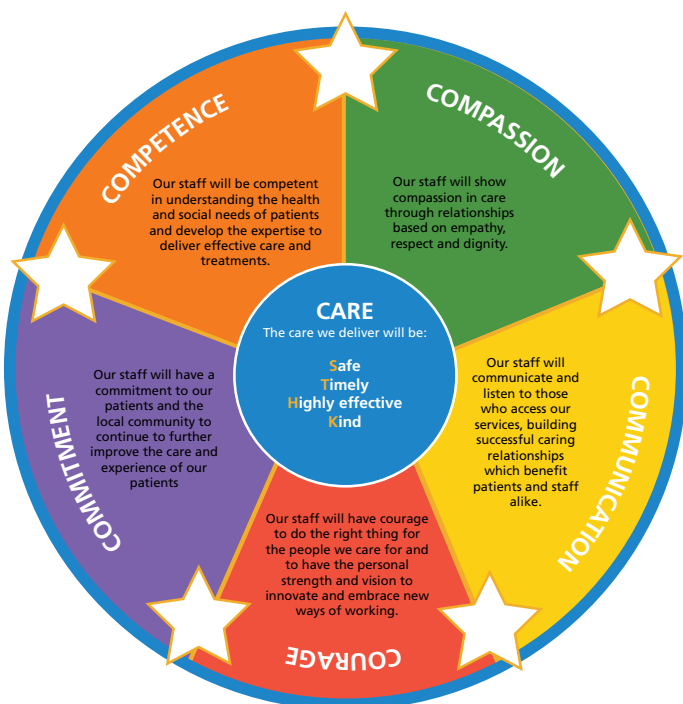 COMPETENCE
Our staff will be competent
in understanding the health
and social needs of patients
and develop the expertise to
deliver effective care and
treatments.
COMPASSION
Our staff will show
compassion in care
through relationships
based on empathy,
respect and dignity.
CARE
The care we deliver will be:
Safe
Timely
Highly effective
Kind
COMMUNICATION
Our staff will
communicate and
listen to those
who access our
services, building
successful caring
relationships
which benefit
patients and staff
alike.
COURAGE
Our staff will have courage
to do the right thing for
the people we care for and
to have the personal
strength and vision to
innovate and embrace new
ways of working.
COMMITMENT
Our staff will have a
commitment to our
patients and the
local community to
continue to further
improve the care and
experience of our
patients